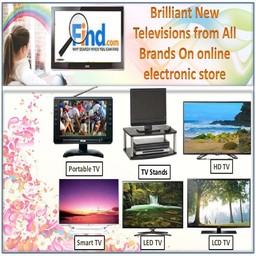 Find.com
WHY SEARCH WHEN YOU CAN FIND
Brilliant New
Televisions from All
Brands On online
electronic store
Portable TV
TV Stands
HD TV
Smart TV
LED TV
LCD TV